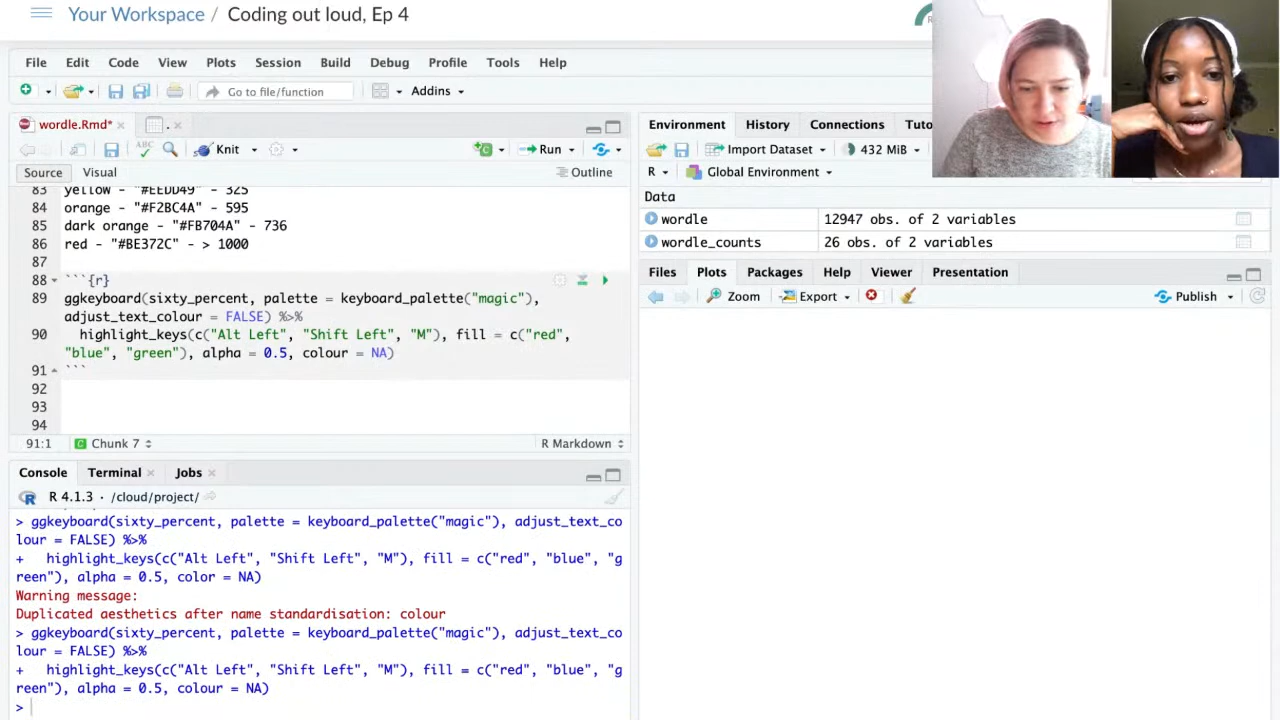 Your Workspace / Coding out loud, Ep 4
File Edit Code View Plots Session Build Debug Profile Tools Help
Go to file/function Addins
wordle.Rmd* .
ABC Knit Run
Source Visual Outline
83 yellow - "#EEDD49" - 325
84 orange - "#F2BC4A" - 595
85 dark orange - "#FB704A" - 736
86 red - "#BE372C" - > 1000
87
88 ```{r}
89 ggkeyboard(sixty_percent, palette = keyboard_palette("magic"),
adjust_text_colour = FALSE) %>%
90 highlight_keys(c("Alt Left", "Shift Left", "M"), fill = c("red",
"blue", "green"), alpha = 0.5, colour = NA)
91 ```
92
93
94
91:1 Chunk 7 R Markdown
Console Terminal Jobs
R 4.1.3 · /cloud/project/
> ggkeyboard(sixty_percent, palette = keyboard_palette("magic"), adjust_text_co
lour = FALSE) %>%
+ highlight_keys(c("Alt Left", "Shift Left", "M"), fill = c("red", "blue", "g
reen"), alpha = 0.5, color = NA)
Warning message:
Duplicated aesthetics after name standardisation: colour
> ggkeyboard(sixty_percent, palette = keyboard_palette("magic"), adjust_text_co
lour = FALSE) %>%
+ highlight_keys(c("Alt Left", "Shift Left", "M"), fill = c("red", "blue", "g
reen"), alpha = 0.5, colour = NA)
>
Environment History Connections Tuto
Import Dataset 432 MiB
R Global Environment
Data
wordle 12947 obs. of 2 variables
wordle_counts 26 obs. of 2 variables
Files Plots Packages Help Viewer Presentation
Zoom Export Publish